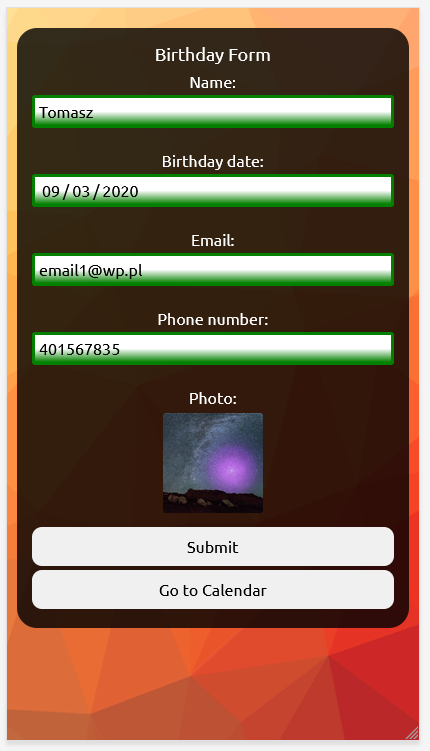 Birthday Form
Name:
Tomasz
Birthday date:
09 / 03 / 2020
Email:
email1@wp.pl
Phone number:
401567835
Photo:
Submit
Go to Calendar